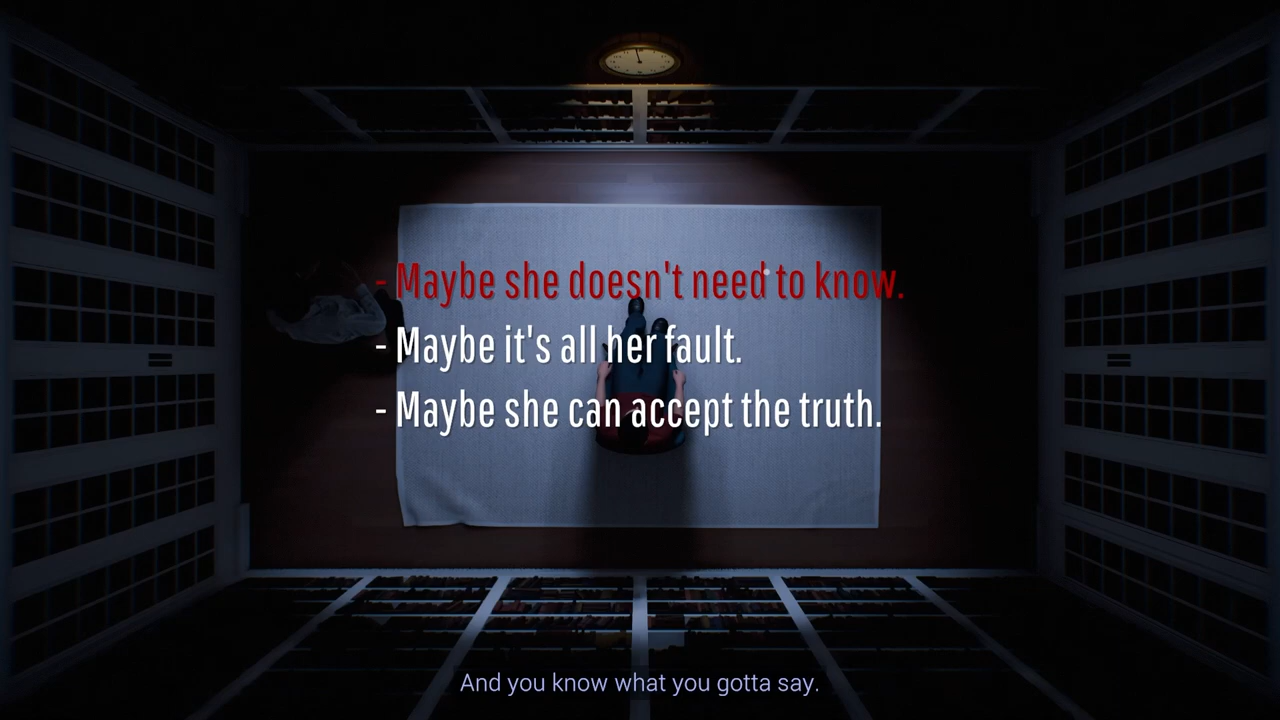 - Maybe she doesn't need to know.
- Maybe it's all her fault.
- Maybe she can accept the truth.
And you know what you gotta say.